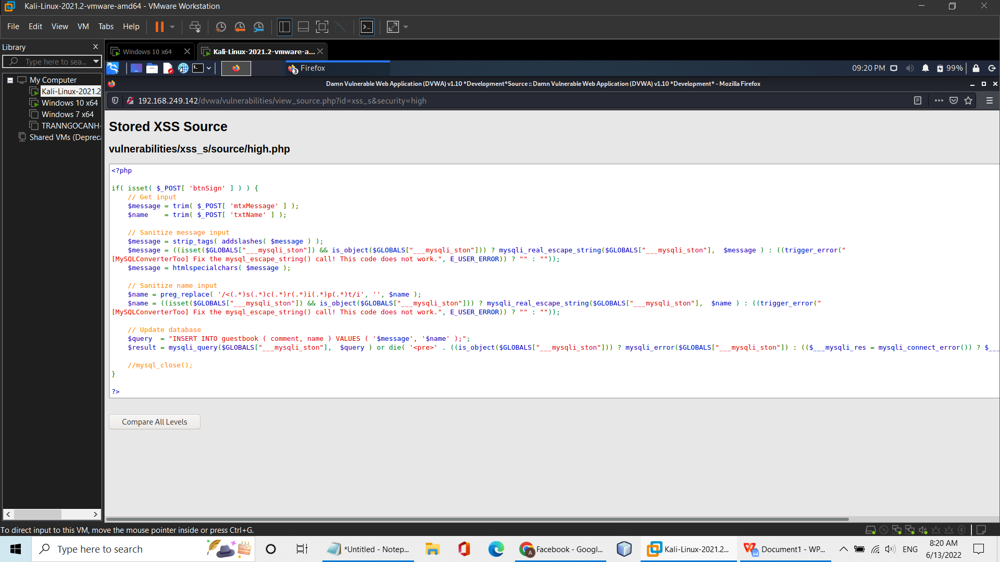 Kali-Linux-2021.2-vmware-amd64 - VMware Workstation
File Edit View VM Tabs Help
Library
Type here to sea...
My Computer
Kali-Linux-2021.2
Windows 10 x64
Windows 7 x64
TRANNGOCANH-
Shared VMs (Depreca
Windows 10 x64
Kali-Linux-2021.2-vmware-a...
3 Firefox
09:20 PM 99%
Damn Vulnerable Web Application (DVWA) v1.10 *Development*Source :: Damn Vulnerable Web Application (DVWA) v1.10 *Development* - Mozilla Firefox
192.168.249.142/dvwa/vulnerabilities/view_source.php?id=xss_s&security=high
Stored XSS Source
vulnerabilities/xss_s/source/high.php
<?php
if( isset( $_POST[ 'btnSign' ] ) ) {
    // Get input
    $message = trim( $_POST[ 'mtxMessage' ] );
    $name    = trim( $_POST[ 'txtName' ] );
    // Sanitize message input
    $message = strip_tags( addslashes( $message ) );
    $message = ((isset($GLOBALS["___mysqli_ston"]) && is_object($GLOBALS["___mysqli_ston"])) ? mysqli_real_escape_string($GLOBALS["___mysqli_ston"],  $message ) : ((trigger_error("
[MySQLConverterToo] Fix the mysql_escape_string() call! This code does not work.", E_USER_ERROR)) ? "" : ""));
    $message = htmlspecialchars( $message );
    // Sanitize name input
    $name = preg_replace( '/<(.*)s(.*)c(.*)r(.*)i(.*)p(.*)t/i', '', $name );
    $name = ((isset($GLOBALS["___mysqli_ston"]) && is_object($GLOBALS["___mysqli_ston"])) ? mysqli_real_escape_string($GLOBALS["___mysqli_ston"],  $name ) : ((trigger_error("
[MySQLConverterToo] Fix the mysql_escape_string() call! This code does not work.", E_USER_ERROR)) ? "" : ""));
    // Update database
    $query  = "INSERT INTO guestbook ( comment, name ) VALUES ( '$message', '$name' );";
    $result = mysqli_query($GLOBALS["___mysqli_ston"],  $query ) or die( '<pre>' . ((is_object($GLOBALS["___mysqli_ston"])) ? mysqli_error($GLOBALS["___mysqli_ston"]) : (($___mysqli_res = mysqli_connect_error()) ? $___
    //mysql_close();
}
?>
Compare All Levels
To direct input to this VM, move the mouse pointer inside or press Ctrl+G.
Type here to search
*Untitled - Notep...
Facebook - Googl...
Kali-Linux-2021.2...
Document1 - WP...
ENG
8:20 AM
6/13/2022